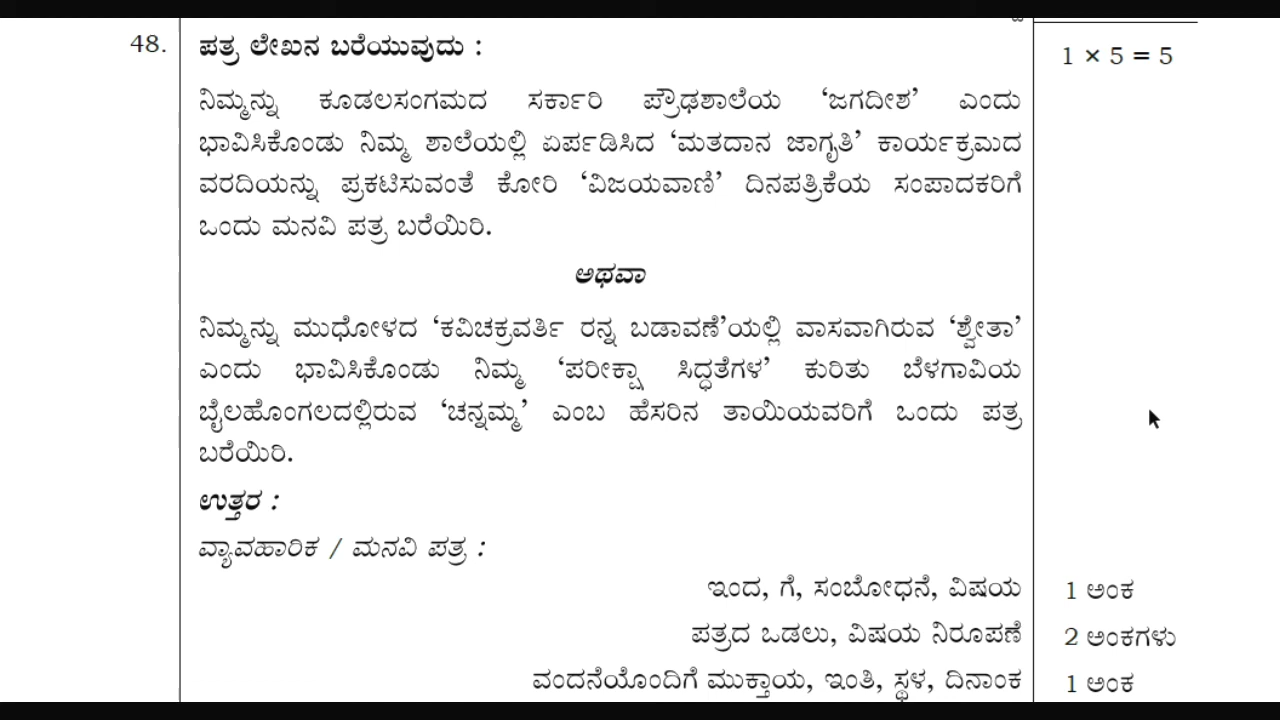 48. ಪತ್ರ ಲೇಖನ ಬರೆಯುವುದು : 1 × 5 = 5
ನಿಮ್ಮನ್ನು ಕೂಡಲಸಂಗಮದ ಸರ್ಕಾರಿ ಪ್ರೌಢಶಾಲೆಯ ‘ಜಗದೀಶ’ ಎಂದು
ಭಾವಿಸಿಕೊಂಡು ನಿಮ್ಮ ಶಾಲೆಯಲ್ಲಿ ಏರ್ಪಡಿಸಿದ ‘ಮತದಾನ ಜಾಗೃತಿ’ ಕಾರ್ಯಕ್ರಮದ
ವರದಿಯನ್ನು ಪ್ರಕಟಿಸುವಂತೆ ಕೋರಿ ‘ವಿಜಯವಾಣಿ’ ದಿನಪತ್ರಿಕೆಯ ಸಂಪಾದಕರಿಗೆ
ಒಂದು ಮನವಿ ಪತ್ರ ಬರೆಯಿರಿ.
ಅಥವಾ
ನಿಮ್ಮನ್ನು ಮುಧೋಳದ ‘ಕವಿಚಕ್ರವರ್ತಿ ರನ್ನ ಬಡಾವಣೆ’ಯಲ್ಲಿ ವಾಸವಾಗಿರುವ ‘ಶ್ವೇತಾ’
ಎಂದು ಭಾವಿಸಿಕೊಂಡು ನಿಮ್ಮ ‘ಪರೀಕ್ಷಾ ಸಿದ್ಧತೆಗಳ’ ಕುರಿತು ಬೆಳಗಾವಿಯ
ಬೈಲಹೊಂಗಲದಲ್ಲಿರುವ ‘ಚನ್ನಮ್ಮ’ ಎಂಬ ಹೆಸರಿನ ತಾಯಿಯವರಿಗೆ ಒಂದು ಪತ್ರ
ಬರೆಯಿರಿ.
ಉತ್ತರ :
ವ್ಯಾವಹಾರಿಕ / ಮನವಿ ಪತ್ರ :
ಇಂದ, ಗೆ, ಸಂಬೋಧನೆ, ವಿಷಯ 1 ಅಂಕ
ಪತ್ರದ ಒಡಲು, ವಿಷಯ ನಿರೂಪಣೆ 2 ಅಂಕಗಳು
ವಂದನೆಯೊಂದಿಗೆ ಮುಕ್ತಾಯ, ಇಂತಿ, ಸ್ಥಳ, ದಿನಾಂಕ 1 ಅಂಕ